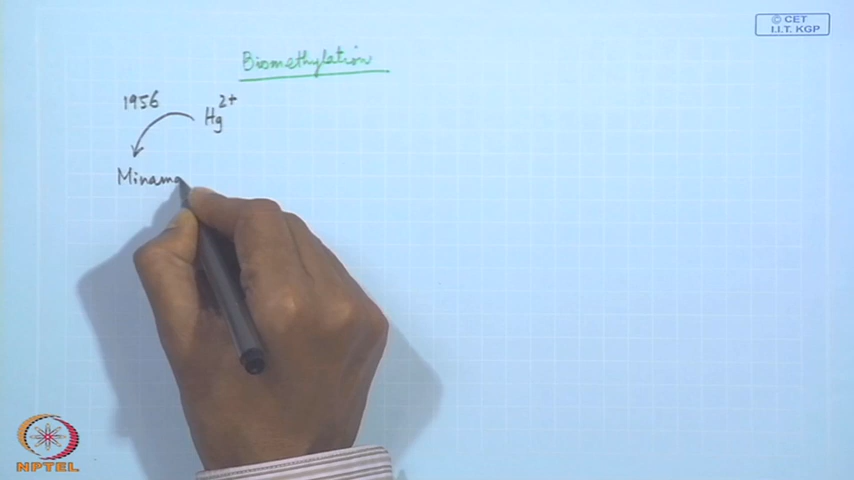 © CET
I.I.T. KGP
Biomethylation
1956
Hg2+
Minama
NPTEL